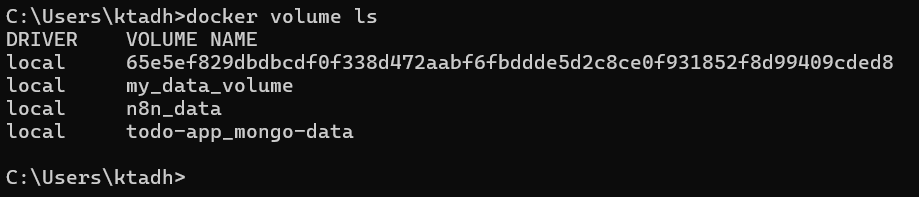 C:\Users\ktadh>docker volume ls
DRIVER    VOLUME NAME
local     65e5ef829dbdbcdf0f338d472aabf6fbddde5d2c8ce0f931852f8d99409cded8
local     my_data_volume
local     n8n_data
local     todo-app_mongo-data
C:\Users\ktadh>